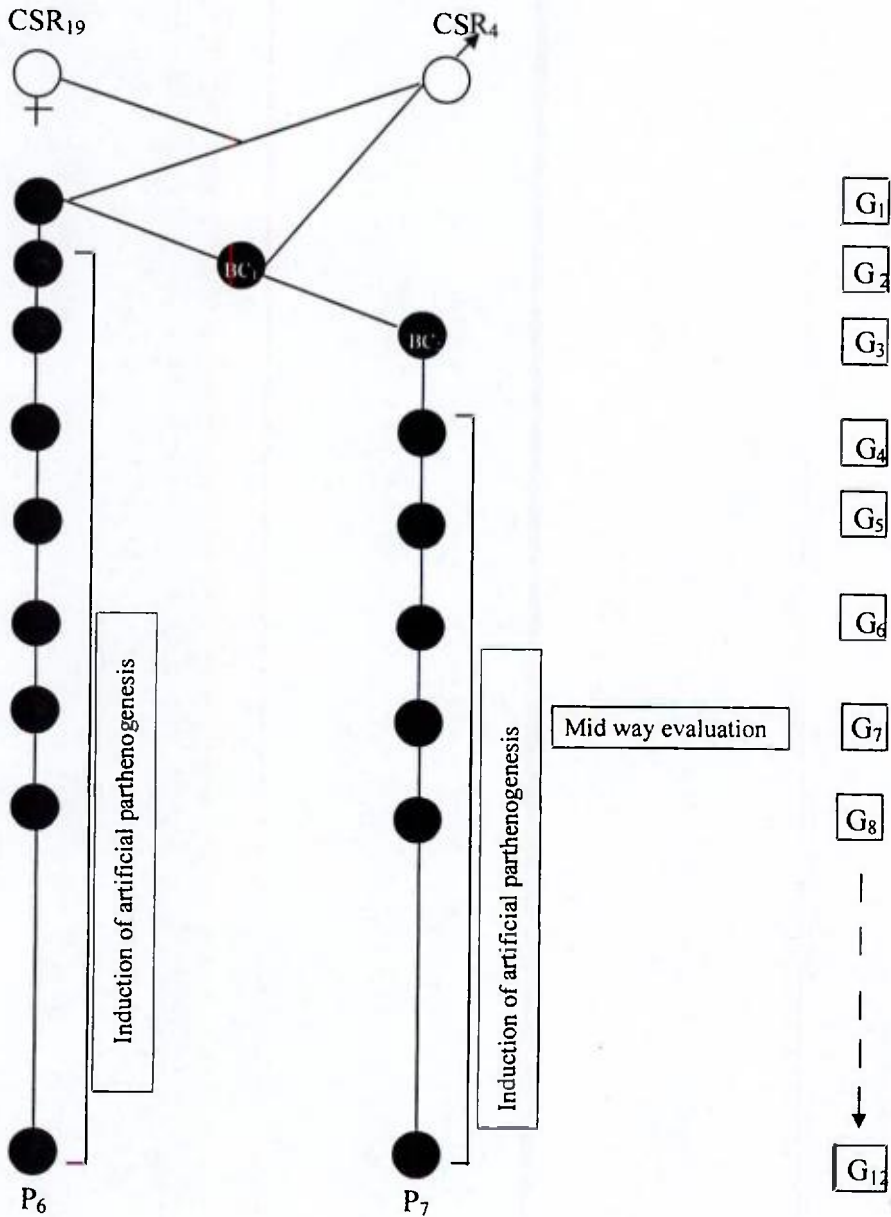 CSR₁₉
CSR₄
G₁
BC₁
G₂
BC
G₃
G₄
G₅
G₆
Mid way evaluation
G₇
G₈
Induction of artificial parthenogenesis
Induction of artificial parthenogenesis
G₁₂
P₆
P₇